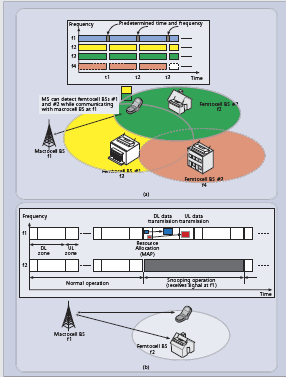 Frequency
Predetermined time and frequency
f1
f2
f3
f4
t1
t2
t3
Time
MS can detect femtocell BSs #1
and #2 while communicating
with macrocell BS at f1
Femtocell BS #2
f3
Macrocell BS
f1
Femtocell BS #1
f2
Femtocell BS #3
f4
(a)
Frequency
DL data
transmission
UL data
transmission
f1
DL
zone
UL
zone
Resource
Allocation
(MAP)
f2
Normal operation
Snooping operation
(receives signal at f1)
Time
Macrocell BS
f1
Femtocell BS
f2
(b)